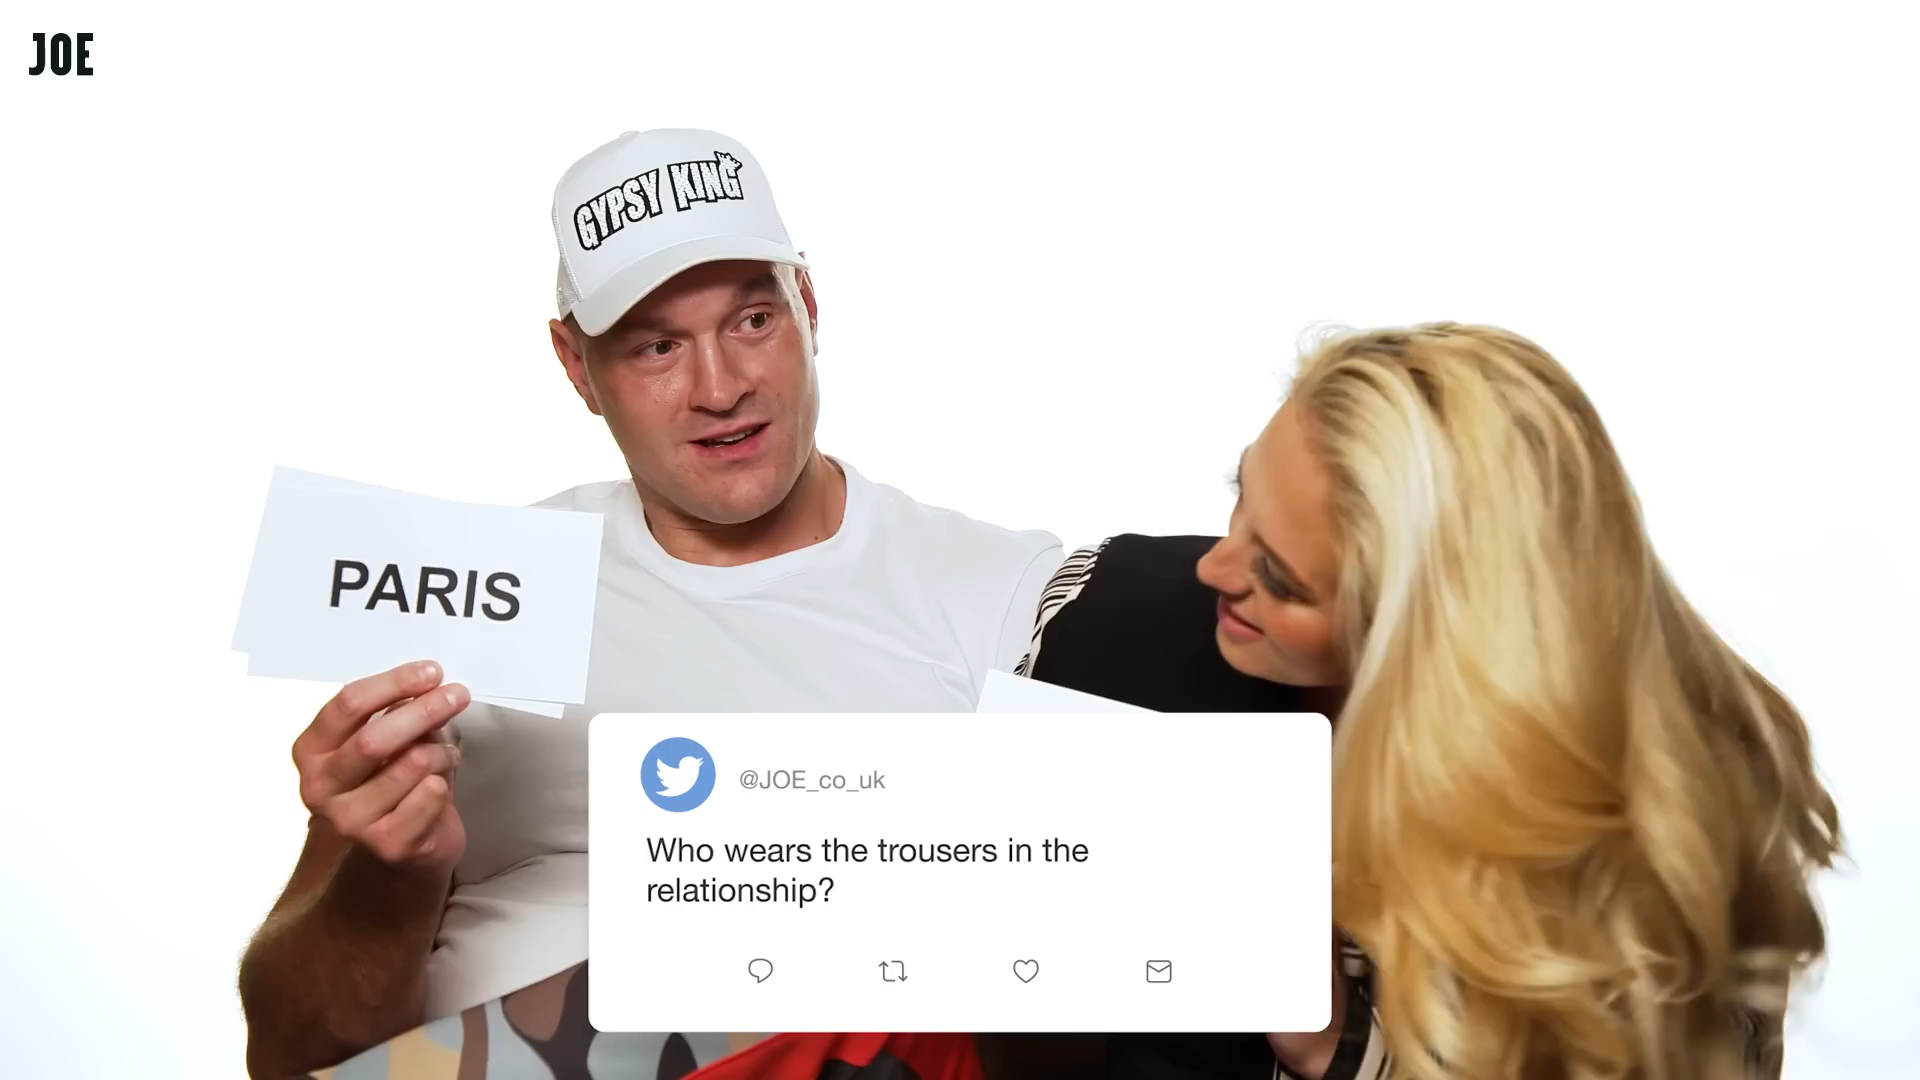 JOE
GYPSY KING
PARIS
@JOE_co_uk
Who wears the trousers in the
relationship?